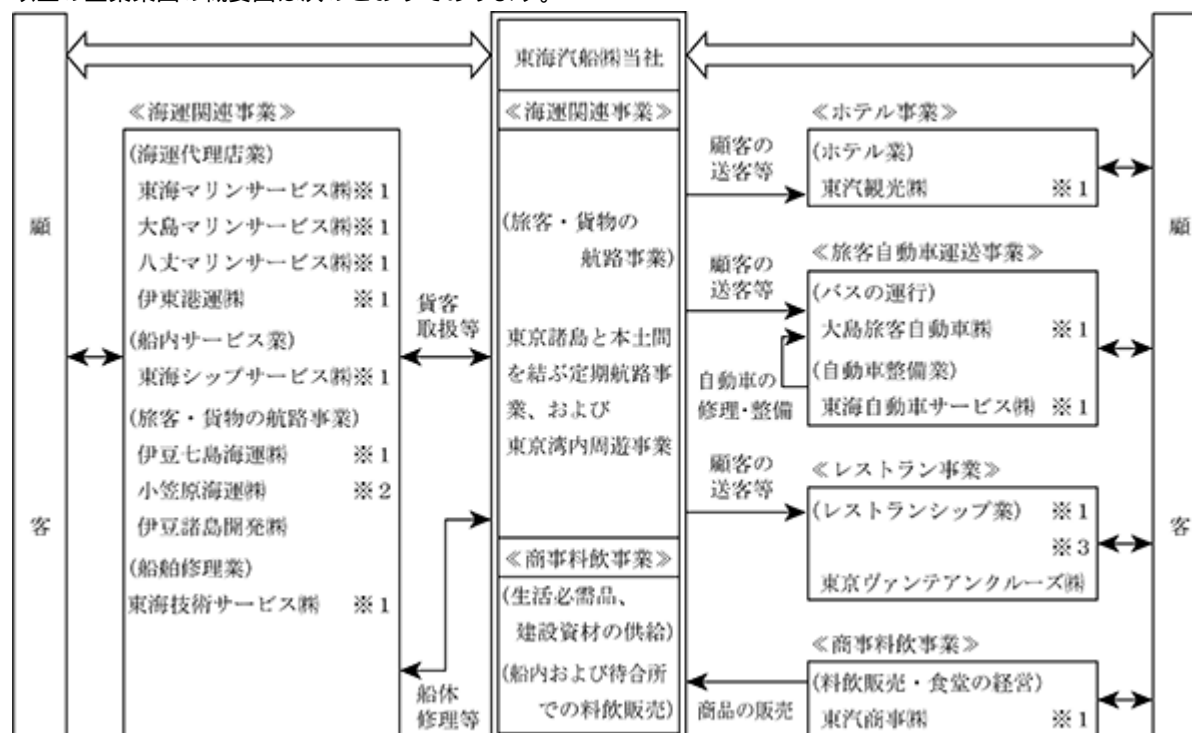 顧
客
≪海運関連事業≫
(海運代理店業)
東海マリンサービス㈱※1
大島マリンサービス㈱※1
八丈マリンサービス㈱※1
伊東港運㈱ ※1
(船内サービス業)
東海シップサービス㈱※1
(旅客・貨物の航路事業)
伊豆七島海運㈱ ※1
小笠原海運㈱ ※2
伊豆諸島開発㈱
(船舶修理業)
東海技術サービス㈱ ※1
貨客
取扱等
船体
修理等
東海汽船㈱当社
≪海運関連事業≫
(旅客・貨物の
航路事業)
東京諸島と本土間
を結ぶ定期航路事
業、および
東京湾内周遊事業
≪商事料飲事業≫
(生活必需品、
建設資材の供給)
(船内および待合所
での料飲販売)
顧客の
送客等
顧客の
送客等
自動車の
修理・整備
顧客の
送客等
商品の販売
≪ホテル事業≫
(ホテル業)
東汽観光㈱ ※1
≪旅客自動車運送事業≫
(バスの運行)
大島旅客自動車㈱ ※1
(自動車整備業)
東海自動車サービス㈱ ※1
≪レストラン事業≫
(レストランシップ業) ※1
※3
東京ヴァンテアンクルーズ㈱
≪商事料飲事業≫
(料飲販売・食堂の経営)
東汽商事㈱ ※1
顧
客